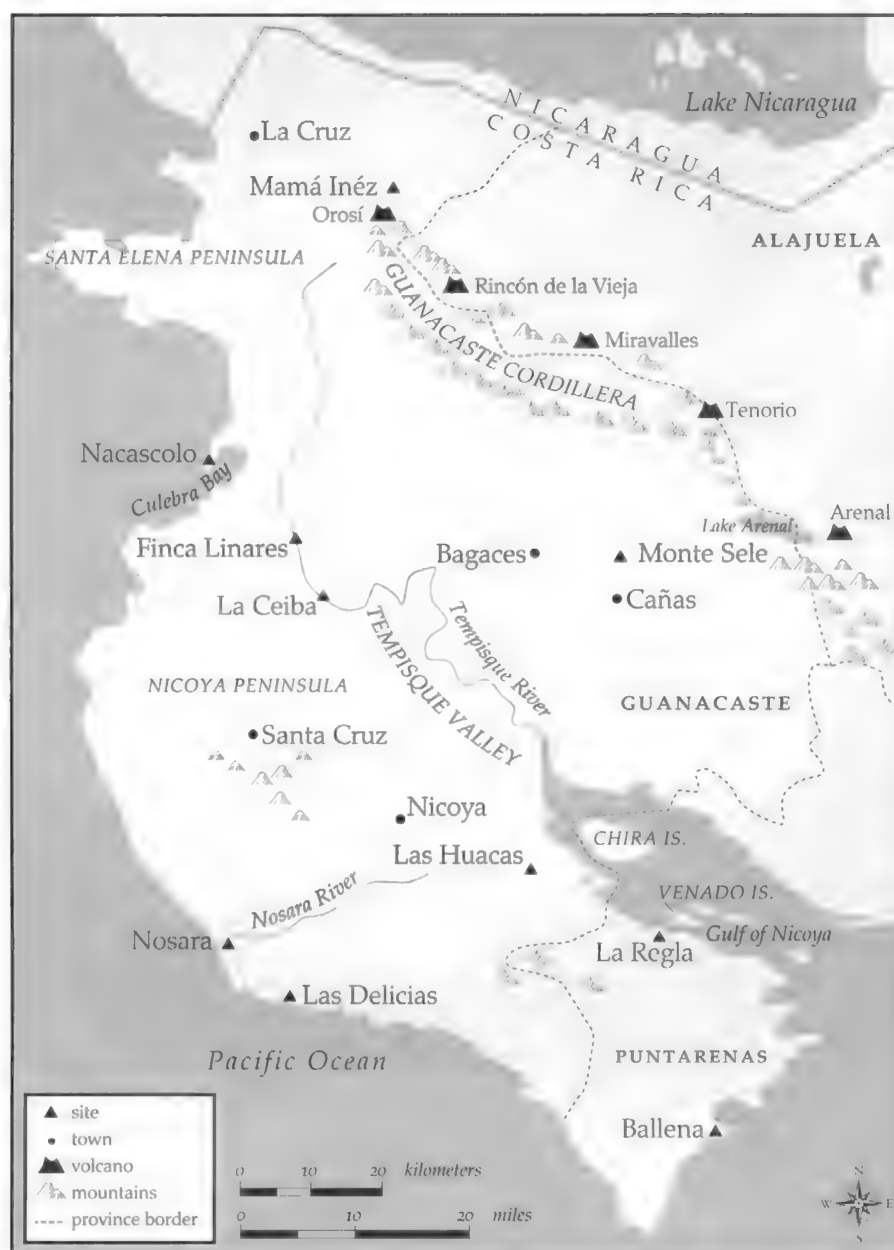 Lake Nicaragua
NICARAGUA
COSTA RICA
La Cruz
Mamá Inéz
Orosí
ALAJUELA
SANTA ELENA PENINSULA
Rincón de la Vieja
GUANACASTE CORDILLERA
Miravalles
Tenorio
Nacascolo
Culebra Bay
Lake Arenal
Arenal
Finca Linares
Bagaces
Monte Sele
La Ceiba
Cañas
TEMPISQUE VALLEY
Tempisque River
NICOYA PENINSULA
GUANACASTE
Santa Cruz
Nicoya
CHIRA IS.
Las Huacas
VENADO IS.
Nosara River
Gulf of Nicoya
Nosara
La Regla
Las Delicias
Pacific Ocean
PUNTARENAS
Ballena
site
town
volcano
mountains
province border
0 10 20 kilometers
0 10 20 miles
N
W E
S